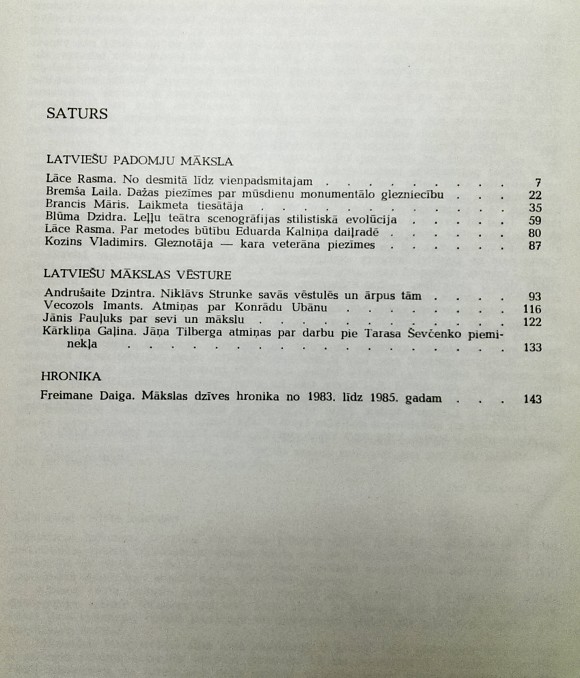 SATURS
LATVIEŠU PADOMJU MĀKSLA
Lāce Rasma. No desmitā līdz vienpadsmitajam . . . . . . . . 7
Bremša Laila. Dažas piezīmes par mūsdienu monumentālo glezniecību . . . 22
Brancis Māris. Laikmeta tiesātāja . . . . . . . . . . . 35
Bļūma Dzidra. Leļļu teātra scenogrāfijas stilistiskā evolūcija . . . . . 59
Lāce Rasma. Par metodes būtību Eduarda Kalniņa daiļradē . . . . . 80
Kozins Vladimirs. Gleznotāja — kara veterāna piezīmes . . . . . 87
LATVIEŠU MĀKSLAS VĒSTURE
Andrušaite Dzintra. Niklāvs Strunke savās vēstulēs un ārpus tām . . . . 93
Vecozols Imants. Atmiņas par Konrādu Ubānu . . . . . . . 116
Jānis Pauļuks par sevi un mākslu . . . . . . . . . . . 122
Kārkliņa Gaļina. Jāņa Tilberga atmiņas par darbu pie Tarasa Ševčenko piemi-
nekļa . . . . . . . . . . . . . . . . 133
HRONIKA
Freimane Daiga. Mākslas dzīves hronika no 1983. līdz 1985. gadam . . . 143